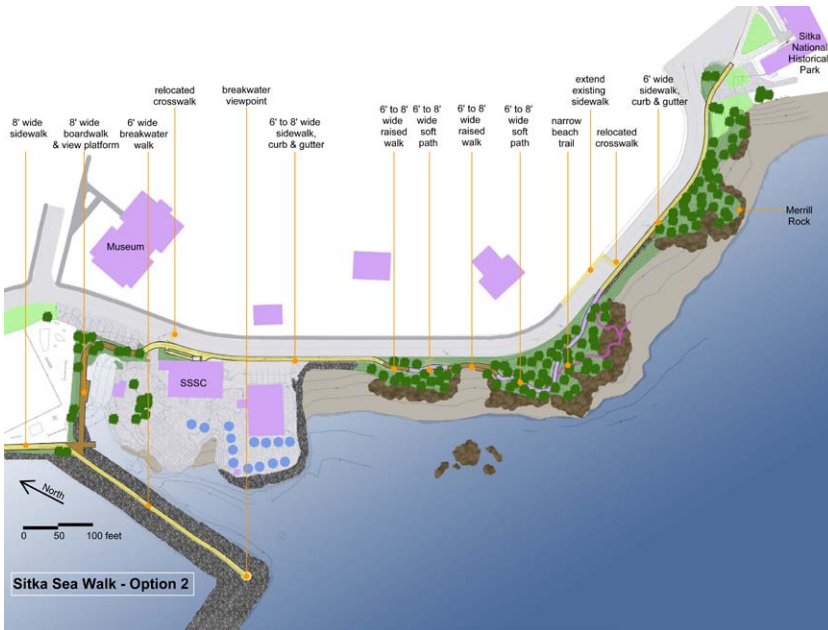 Sitka
National
Historical
Park
8' wide
sidewalk
8' wide
boardwalk
& view platform
6' wide
breakwater
walk
relocated
crosswalk
breakwater
viewpoint
6' to 8' wide
sidewalk,
curb & gutter
6' to 8'
wide
raised
walk
6' to 8'
wide
soft
path
6' to 8'
wide
raised
walk
6' to 8'
wide
soft
path
narrow
beach
trail
extend
existing
sidewalk
relocated
crosswalk
6' wide
sidewalk,
curb & gutter
Merrill
Rock
Museum
SSSC
North
0 50 100 feet
Sitka Sea Walk - Option 2